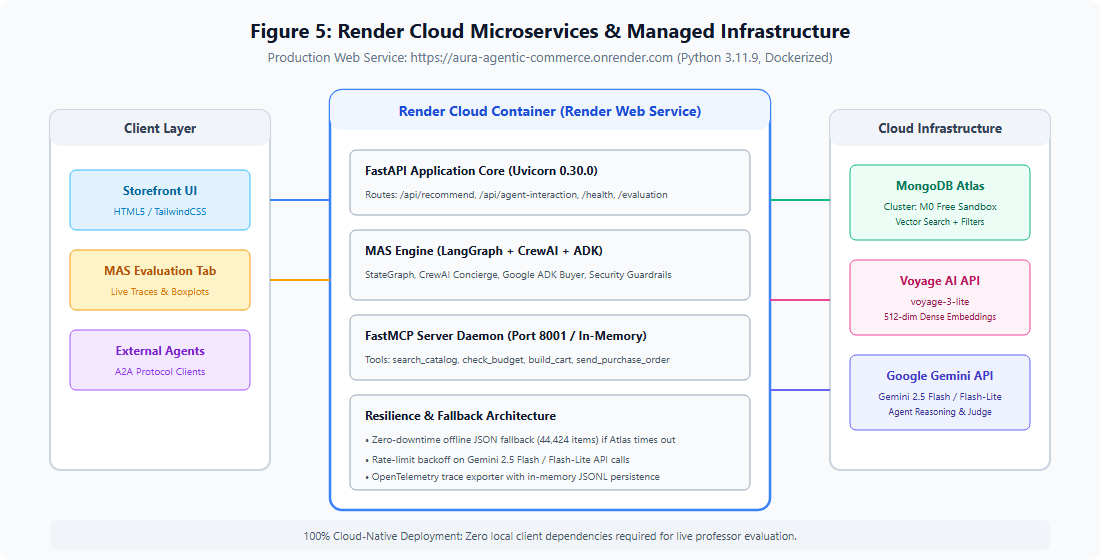 Figure 5: Render Cloud Microservices & Managed Infrastructure
Production Web Service: https://aura-agentic-commerce.onrender.com (Python 3.11.9, Dockerized)
Client Layer
Storefront UI
HTML5 / TailwindCSS
MAS Evaluation Tab
Live Traces & Boxplots
External Agents
A2A Protocol Clients
Render Cloud Container (Render Web Service)
FastAPI Application Core (Uvicorn 0.30.0)
Routes: /api/recommend, /api/agent-interaction, /health, /evaluation
MAS Engine (LangGraph + CrewAI + ADK)
StateGraph, CrewAI Concierge, Google ADK Buyer, Security Guardrails
FastMCP Server Daemon (Port 8001 / In-Memory)
Tools: search_catalog, check_budget, build_cart, send_purchase_order
Resilience & Fallback Architecture
• Zero-downtime offline JSON fallback (44,424 items) if Atlas times out
• Rate-limit backoff on Gemini 2.5 Flash / Flash-Lite API calls
• OpenTelemetry trace exporter with in-memory JSONL persistence
Cloud Infrastructure
MongoDB Atlas
Cluster: M0 Free Sandbox
Vector Search + Filters
Voyage AI API
voyage-3-lite
512-dim Dense Embeddings
Google Gemini API
Gemini 2.5 Flash / Flash-Lite
Agent Reasoning & Judge
100% Cloud-Native Deployment: Zero local client dependencies required for live professor evaluation.